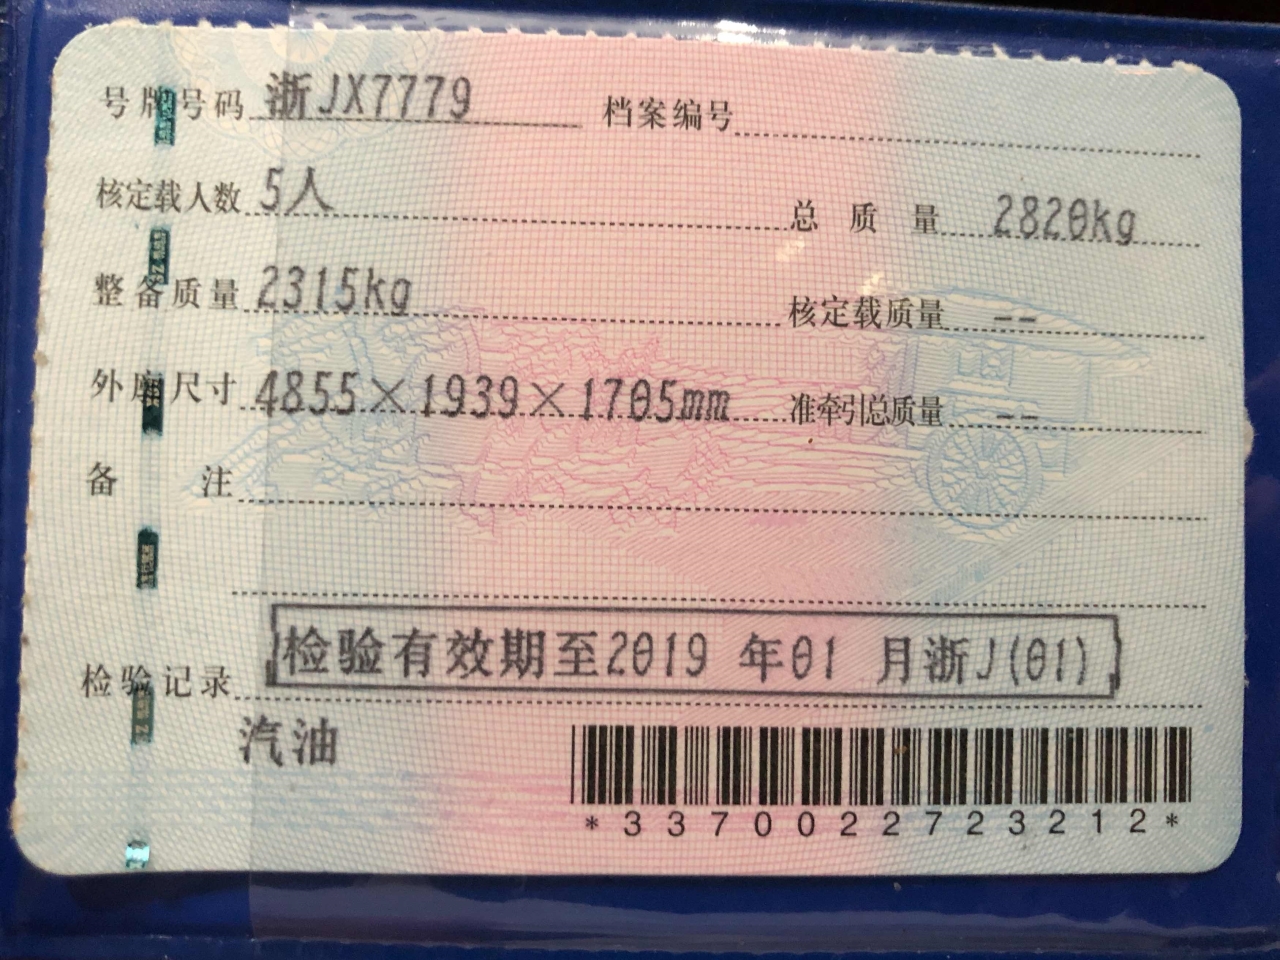 号牌号码 浙JX7779 档案编号
核定载人数 5人 总质量 2820kg
整备质量 2315kg 核定载质量 --
外廓尺寸 4855×1939×1705mm 准牵引总质量 --
备注
检验记录 检验有效期至2019 年01 月浙J(01)
汽油
*3370022723212*